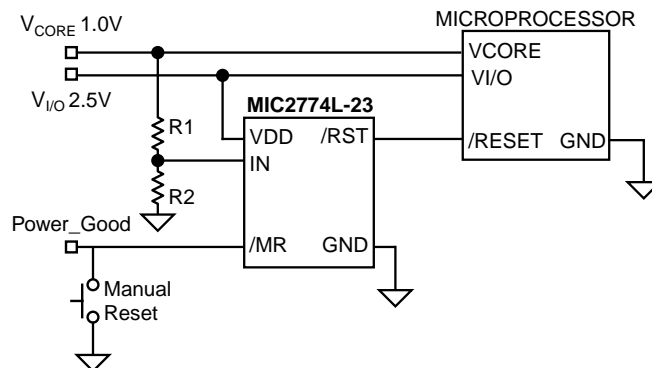 MICROPROCESSOR
VCORE 1.0V
VCORE
VI/O
VI/O 2.5V
MIC2774L-23
R1
VDD
/RST
/RESET
GND
IN
R2
Power_Good
/MR
GND
Manual
Reset